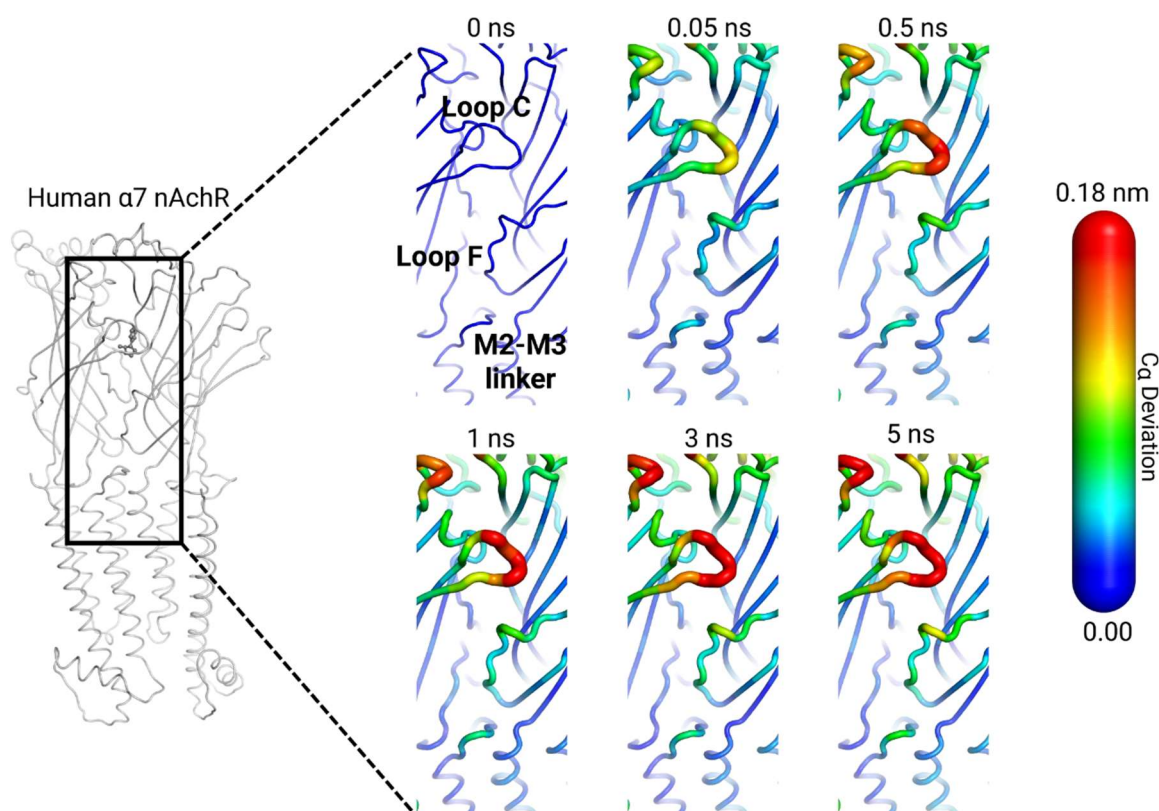 0 ns
0.05 ns
0.5 ns
Loop C
Human α7 nAchR
Loop F
M2-M3
linker
0.18 nm
Cα Deviation
0.00
1 ns
3 ns
5 ns